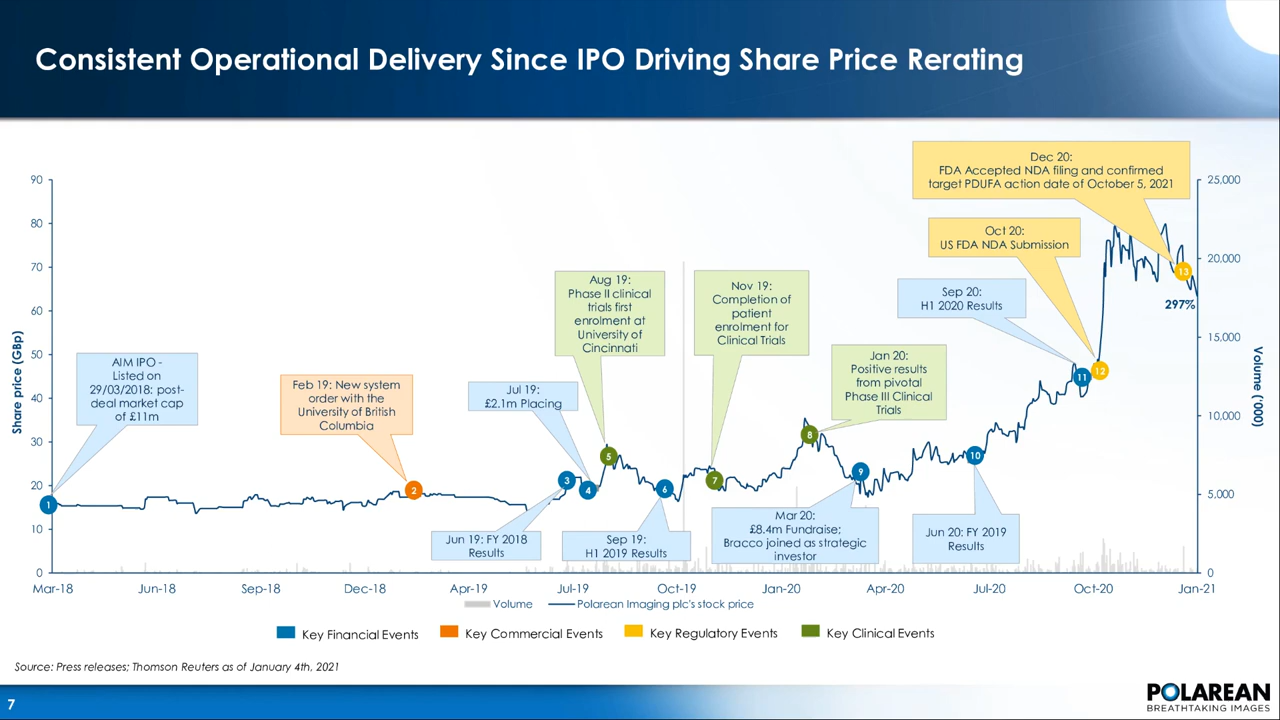 Consistent Operational Delivery Since IPO Driving Share Price Rerating
Dec 20:
FDA Accepted NDA filing and confirmed
target PDUFA action date of October 5, 2021
Oct 20:
US FDA NDA Submission
Sep 20:
H1 2020 Results
Aug 19:
Phase II clinical
trials first
enrolment at
University of
Cincinnati
Nov 19:
Completion of
patient
enrolment for
Clinical Trials
Jan 20:
Positive results
from pivotal
Phase III Clinical
Trials
AIM IPO -
Listed on
29/03/2018: post-
deal market cap
of £11m
Feb 19: New system
order with the
University of British
Columbia
Jul 19:
£2.1m Placing
Jun 19: FY 2018
Results
Sep 19:
H1 2019 Results
Mar 20:
£8.4m Fundraise;
Bracco joined as strategic
investor
Jun 20: FY 2019
Results
297%
1
2
3
4
5
6
7
8
9
10
11
12
13
Share price (GBp)
90
80
70
60
50
40
30
20
10
0
Volume ('000)
25,000
20,000
15,000
10,000
5,000
0
Mar-18 Jun-18 Sep-18 Dec-18 Apr-19 Jul-19 Oct-19 Jan-20 Apr-20 Jul-20 Oct-20 Jan-21
Volume Polarean Imaging plc's stock price
Key Financial Events Key Commercial Events Key Regulatory Events Key Clinical Events
Source: Press releases; Thomson Reuters as of January 4th, 2021
7
POLAREAN
BREATHTAKING IMAGES